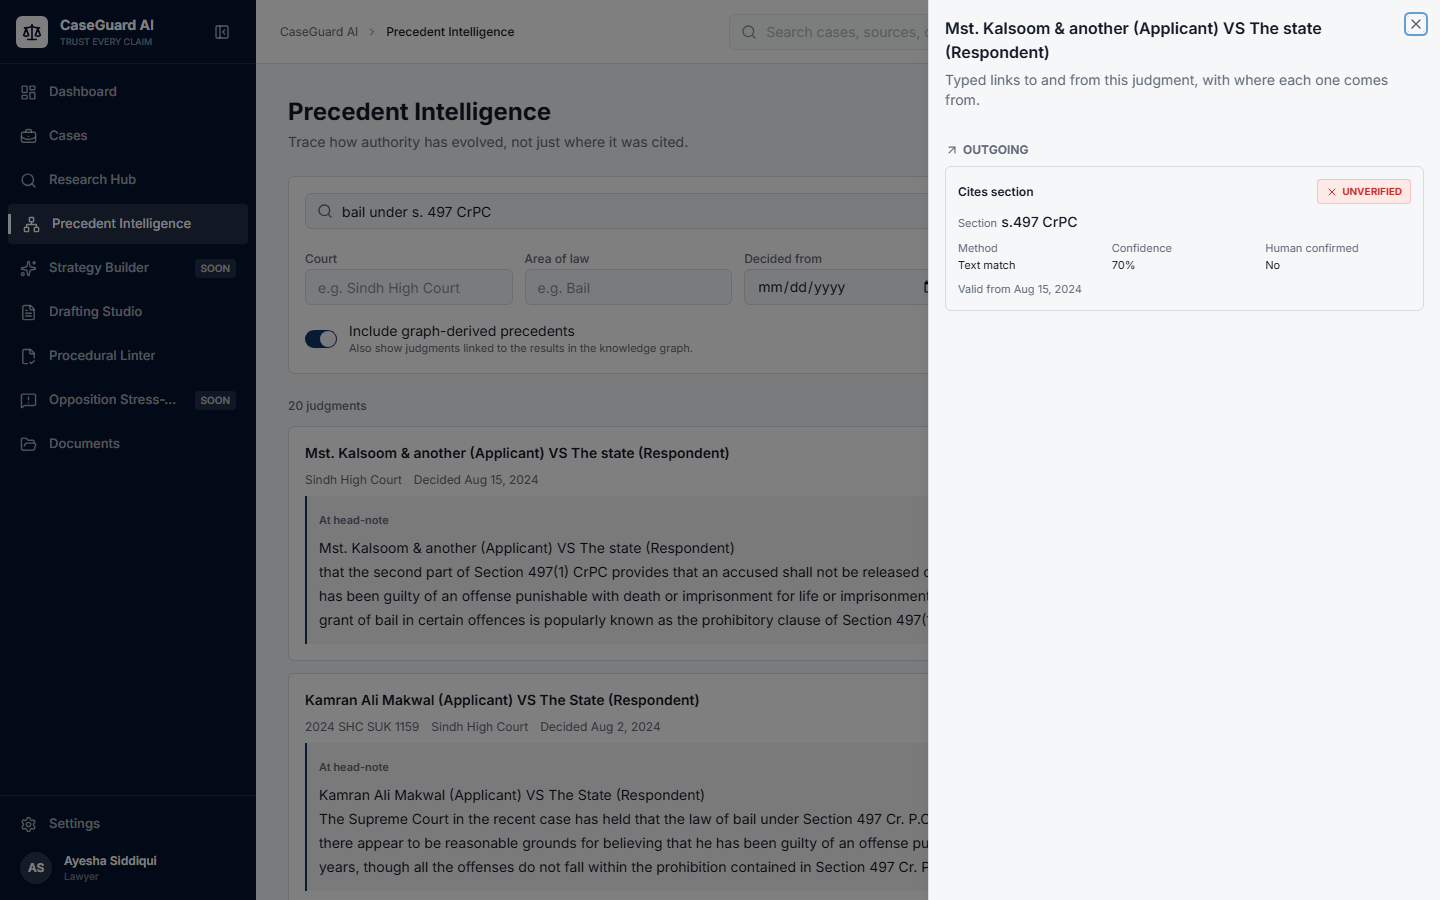 CaseGuard AI
TRUST EVERY CLAIM
Dashboard
Cases
Research Hub
Precedent Intelligence
Strategy Builder SOON
Drafting Studio
Procedural Linter
Opposition Stress-... SOON
Documents
Settings
AS
Ayesha Siddiqui
Lawyer
CaseGuard AI > Precedent Intelligence
Search cases, sources,
Precedent Intelligence
Trace how authority has evolved, not just where it was cited.
bail under s. 497 CrPC
Court
Area of law
Decided from
e.g. Sindh High Court
e.g. Bail
mm/dd/yyyy
Include graph-derived precedents
Also show judgments linked to the results in the knowledge graph.
20 judgments
Mst. Kalsoom & another (Applicant) VS The state (Respondent)
Sindh High Court Decided Aug 15, 2024
At head-note
Mst. Kalsoom & another (Applicant) VS The state (Respondent)
that the second part of Section 497(1) CrPC provides that an accused shall not be released
has been guilty of an offense punishable with death or imprisonment for life or imprisonment
grant of bail in certain offences is popularly known as the prohibitory clause of Section 497(
Kamran Ali Makwal (Applicant) VS The State (Respondent)
2024 SHC SUK 1159 Sindh High Court Decided Aug 2, 2024
At head-note
Kamran Ali Makwal (Applicant) VS The State (Respondent)
The Supreme Court in the recent case has held that the law of bail under Section 497 Cr. P.C
there appear to be reasonable grounds for believing that he has been guilty of an offense pu
years, though all the offenses do not fall within the prohibition contained in Section 497 Cr. P
Mst. Kalsoom & another (Applicant) VS The state
(Respondent)
Typed links to and from this judgment, with where each one comes
from.
OUTGOING
Cites section
UNVERIFIED
Section s.497 CrPC
Method
Confidence
Human confirmed
Text match
70%
No
Valid from Aug 15, 2024